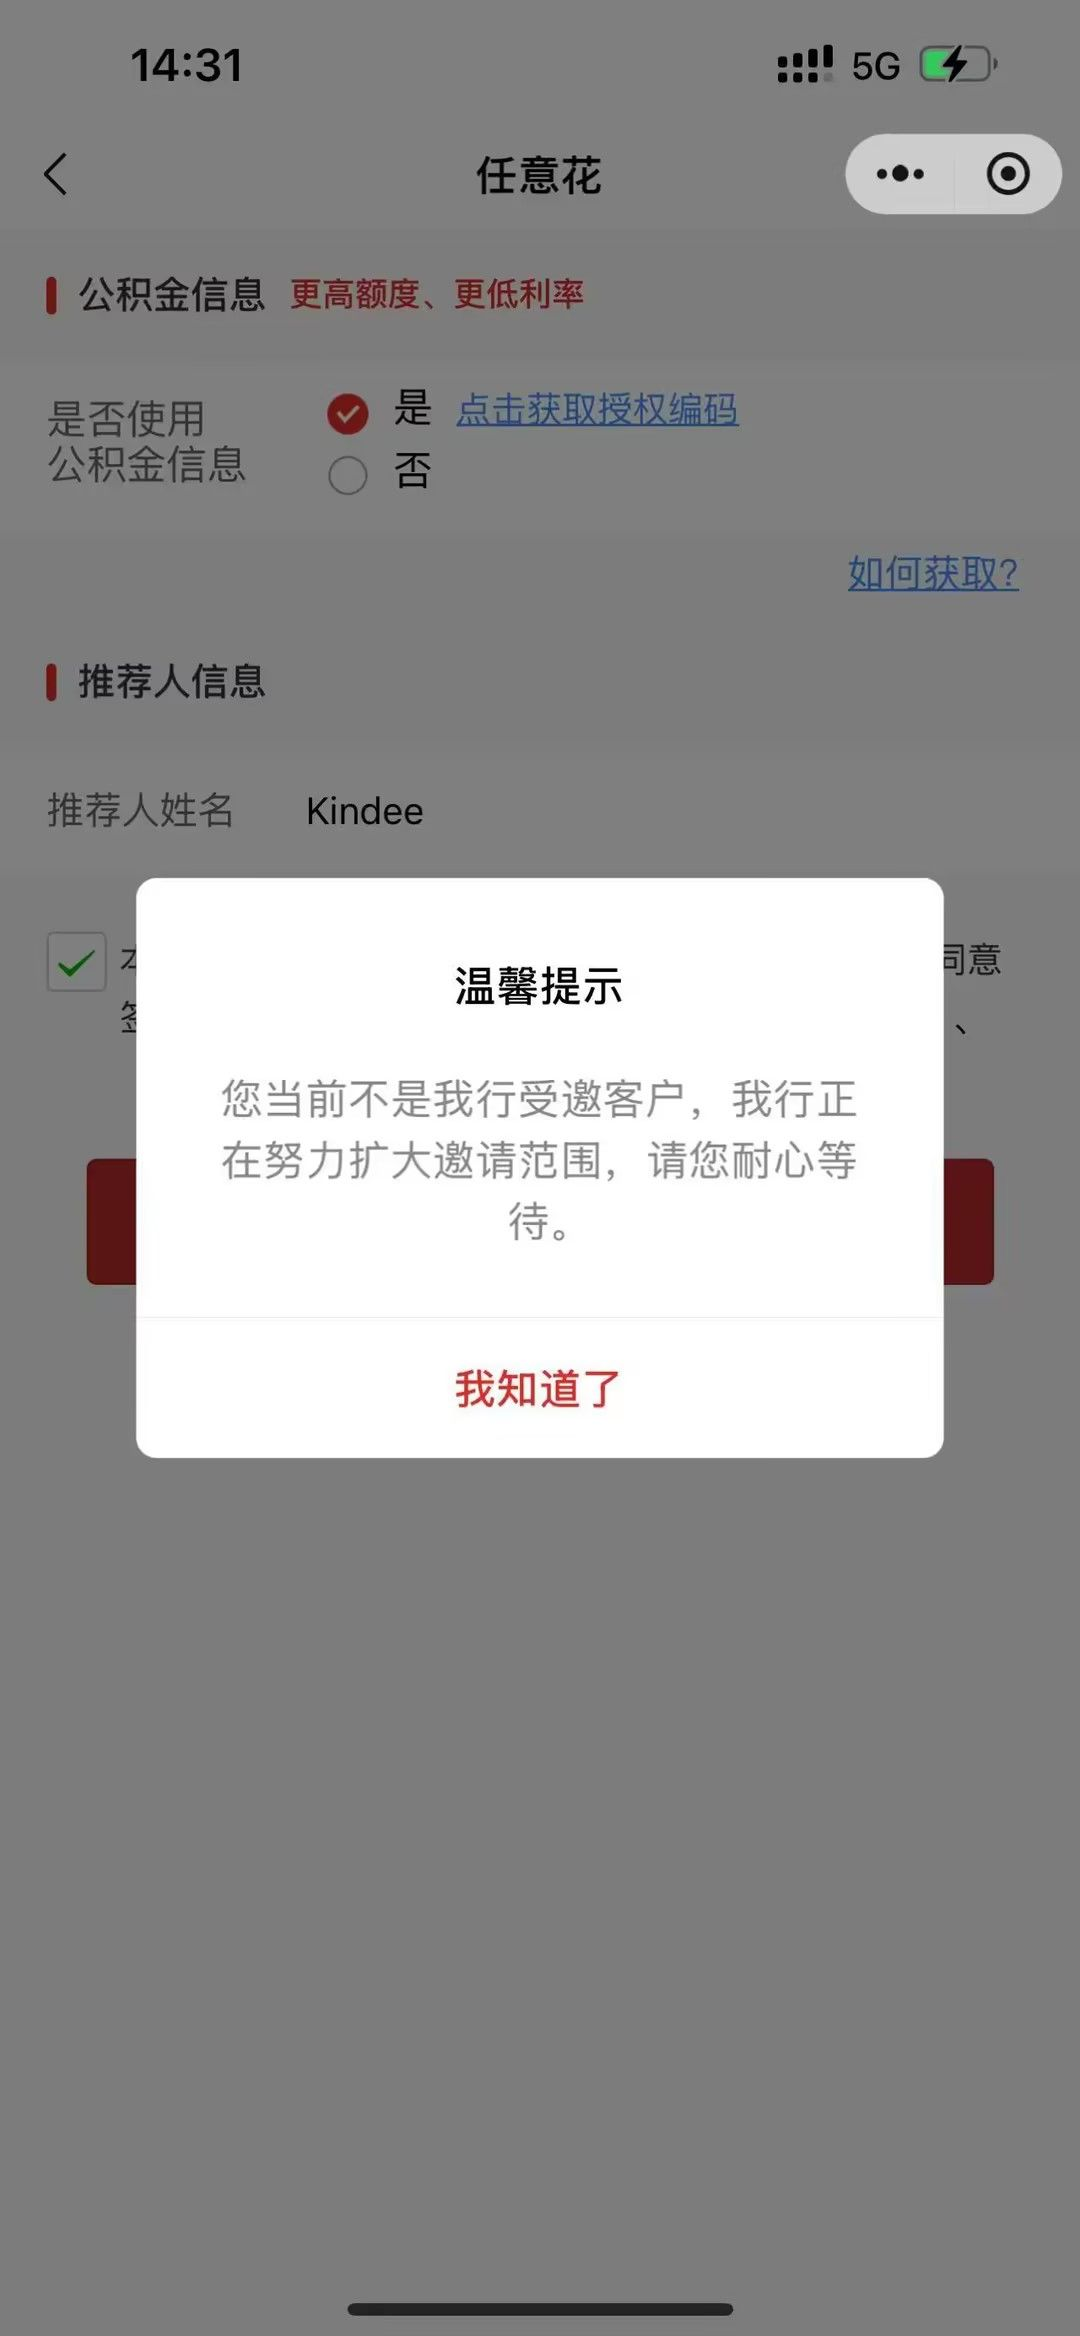 14:31
5G
任意花
公积金信息 更高额度、更低利率
是否使用
公积金信息
是 点击获取授权编码
否
如何获取?
推荐人信息
推荐人姓名 Kindee
同意
、
温馨提示
您当前不是我行受邀客户，我行正
在努力扩大邀请范围，请您耐心等
待。
我知道了